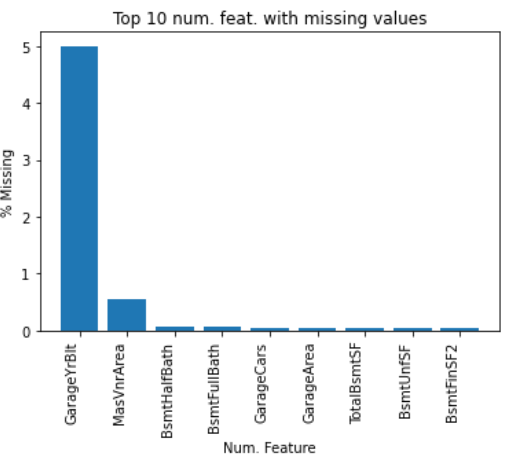 Top 10 num. feat. with missing values
% Missing
5
4
3
2
1
0
GarageYrBlt
MasVnrArea
BsmtHalfBath
BsmtFullBath
GarageCars
GarageArea
TotalBsmtSF
BsmtUnfSF
BsmtFinSF2
Num. Feature